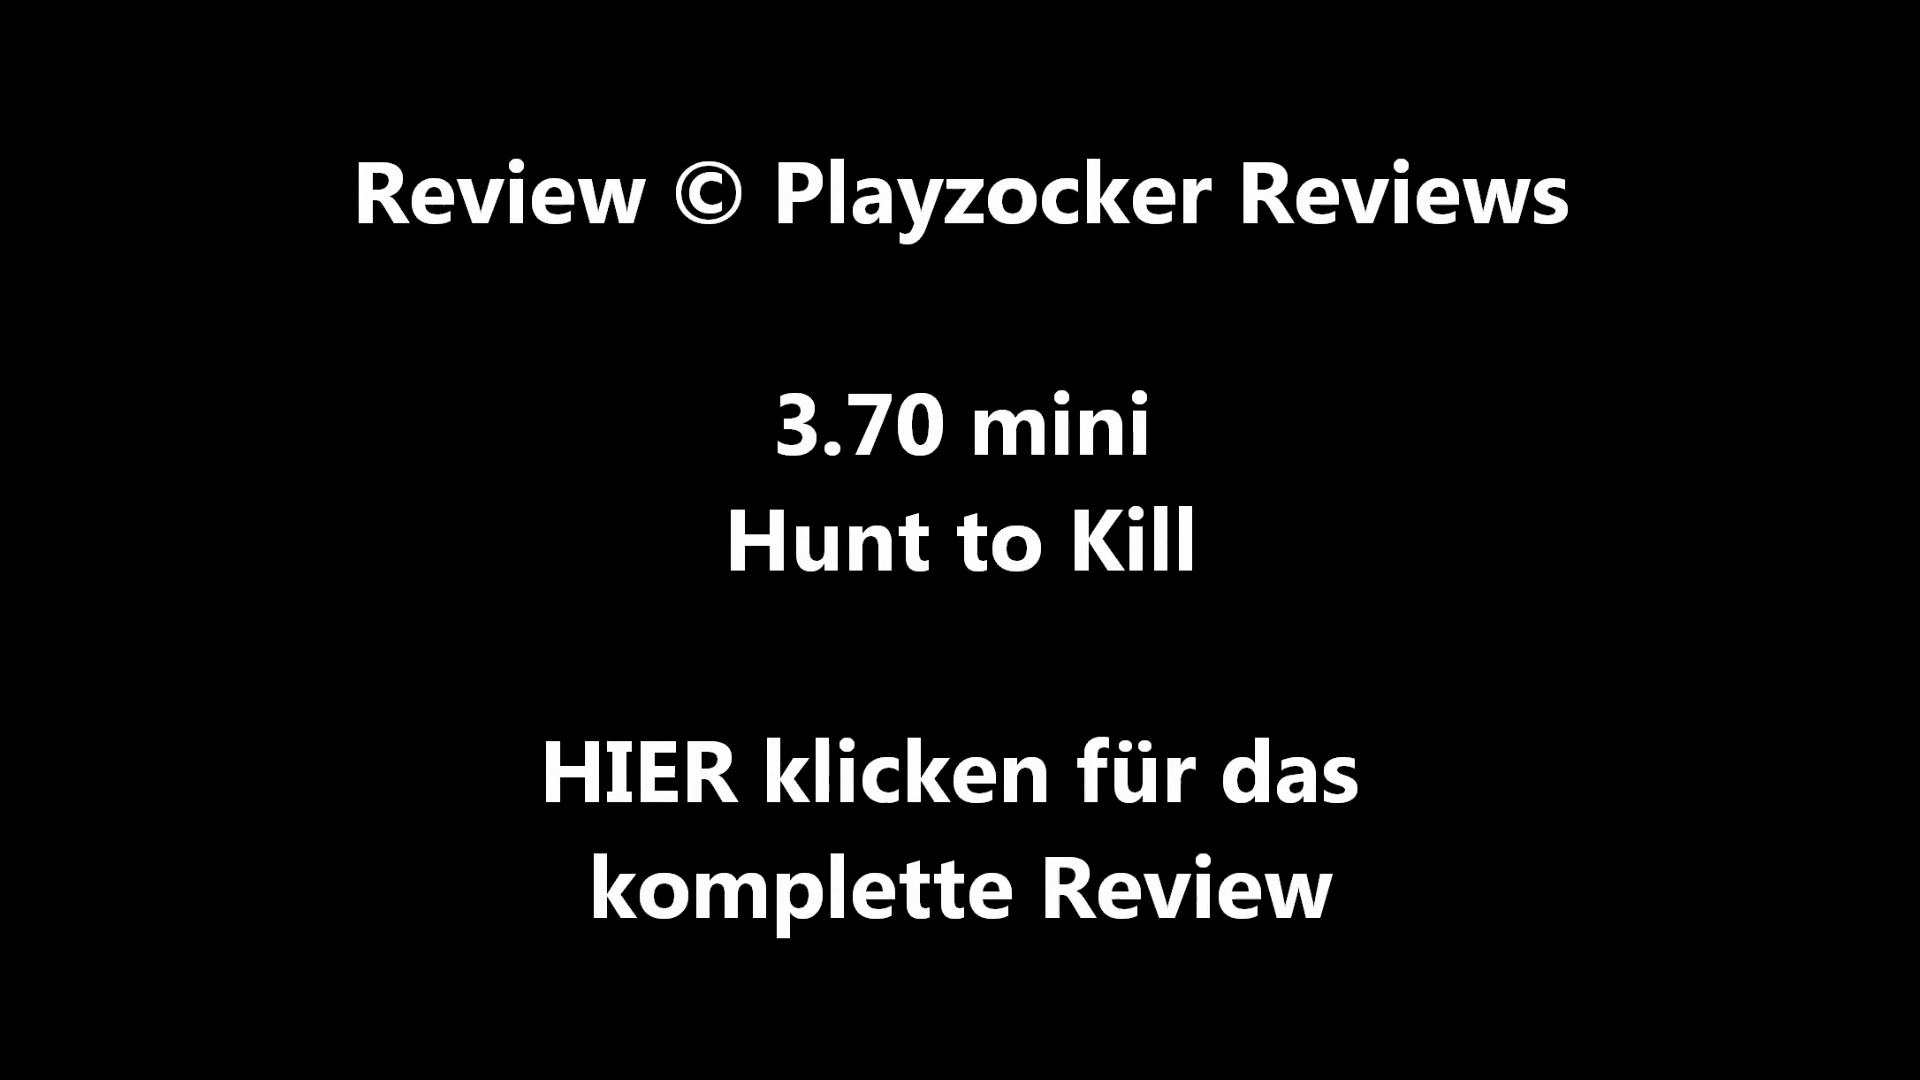 Review © Playzocker Reviews
3.70 mini
Hunt to Kill
HIER klicken für das
komplette Review